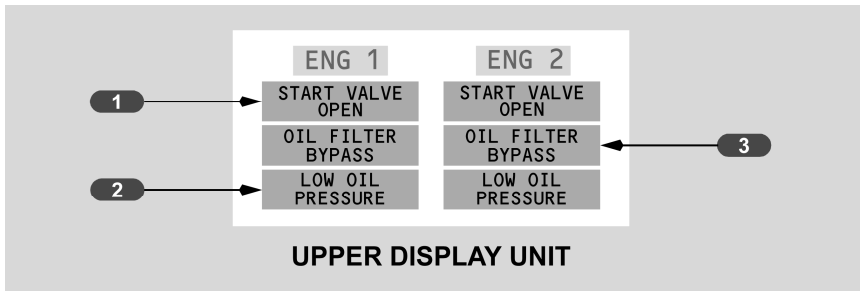 ENG 1 ENG 2
1 START VALVE START VALVE
OPEN OPEN
OIL FILTER OIL FILTER 3
BYPASS BYPASS
2 LOW OIL LOW OIL
PRESSURE PRESSURE
UPPER DISPLAY UNIT